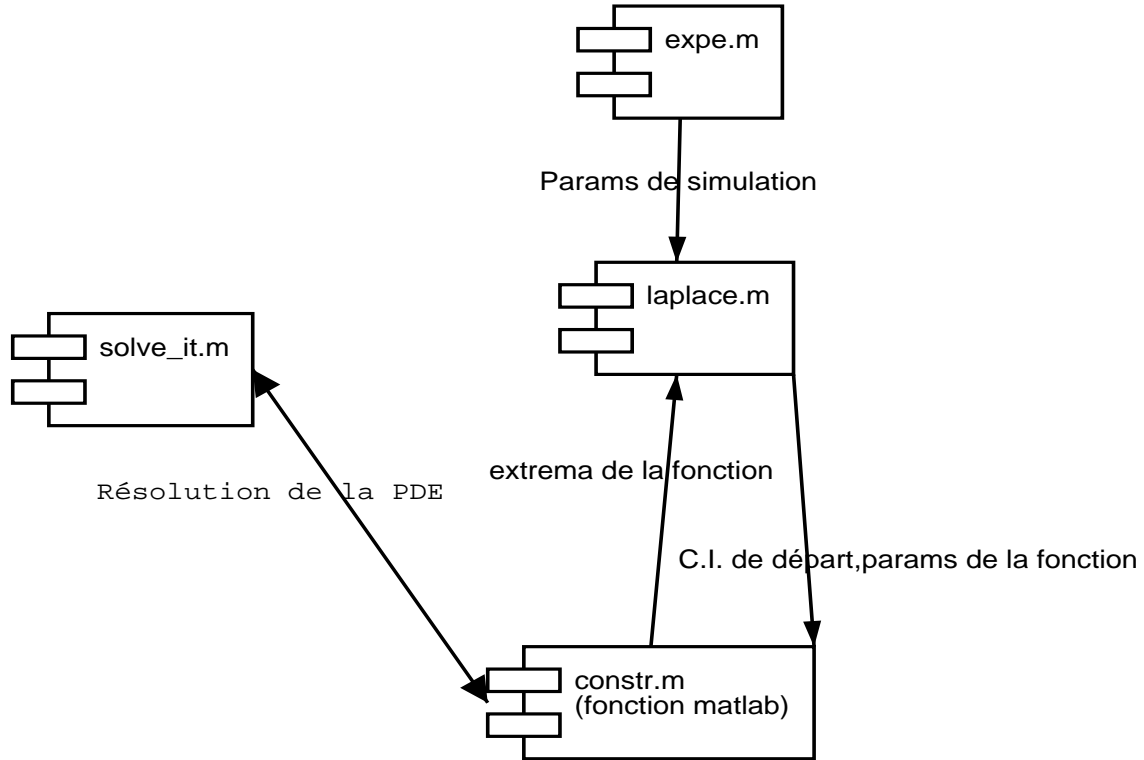 expe.m
Params de simulation
laplace.m
solve_it.m
extrema de la fonction
Résolution de la PDE
C.I. de départ,params de la fonction
constr.m
(fonction matlab)